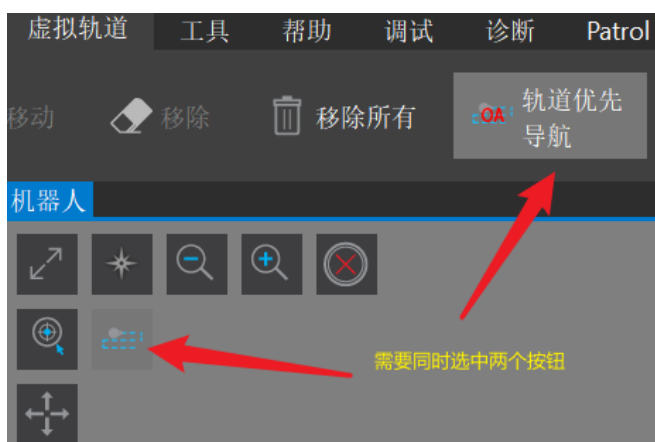 虚拟轨道 工具 帮助 调试 诊断 Patrol
移动 移除 移除所有 OA 轨道优先
导航
机器人
需要同时选中两个按钮